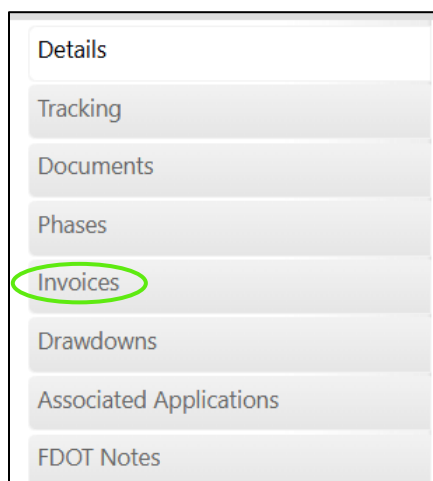 Details
Tracking
Documents
Phases
Invoices
Drawdowns
Associated Applications
FDOT Notes